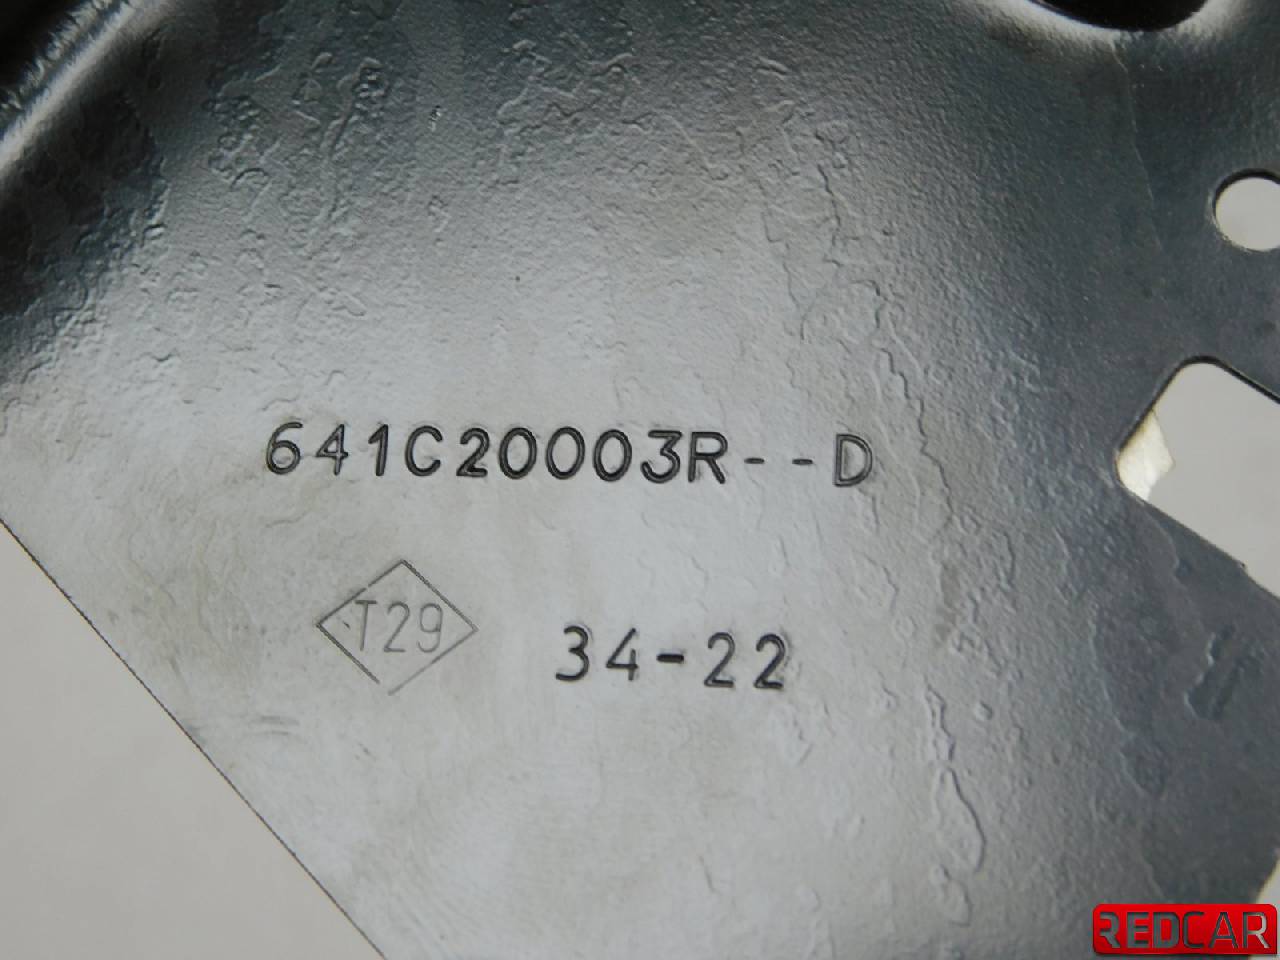 641C20003R--D
T29
34-22
REDCAR